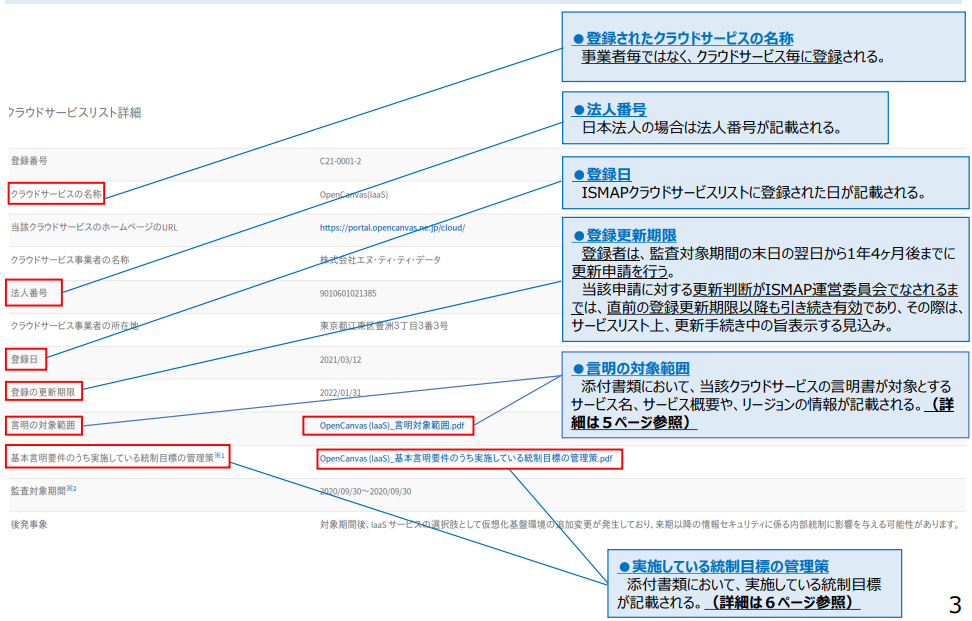 ●登録されたクラウドサービスの名称
事業者毎ではなく、クラウドサービス毎に登録される。
クラウドサービスリスト詳細
●法人番号
日本法人の場合は法人番号が記載される。
登録番号 C21-0001-2
●登録日
ISMAPクラウドサービスリストに登録された日が記載される。
クラウドサービスの名称 OpenCanvas(IaaS)
当該クラウドサービスのホームページのURL https://portal.opencanvas.ne.jp/cloud/
クラウドサービス事業者の名称 株式会社エヌ・ティ・ティ・データ
●登録更新期限
登録者は、監査対象期間の末日の翌日から1年4ヶ月後までに
更新申請を行う。
当該申請に対する更新判断がISMAP運営委員会でなされるま
では、直前の登録更新期限以降も引き続き有効であり、その際は、
サービスリスト上、更新手続き中の旨表示する見込み。
法人番号 9010601021385
クラウドサービス事業者の所在地 東京都江東区豊洲3丁目3番3号
登録日 2021/03/12
登録の更新期限 2022/01/31
●言明の対象範囲
添付書類において、当該クラウドサービスの言明書が対象とする
サービス名、サービス概要や、リージョンの情報が記載される。（詳
細は５ページ参照）
言明の対象範囲 OpenCanvas (IaaS)_言明対象範囲.pdf
基本言明要件のうち実施している統制目標の管理策※1 OpenCanvas (IaaS)_基本言明要件のうち実施している統制目標の管理策.pdf
監査対象期間※2 2020/09/30～2020/09/30
後発事象 対象期間後、IaaS サービスの選択肢として仮想化基盤環境の追加変更が発生しており、来期以降の情報セキュリティに係る内部統制に影響を与える可能性があります。
●実施している統制目標の管理策
添付書類において、実施している統制目標
が記載される。（詳細は６ページ参照）
3